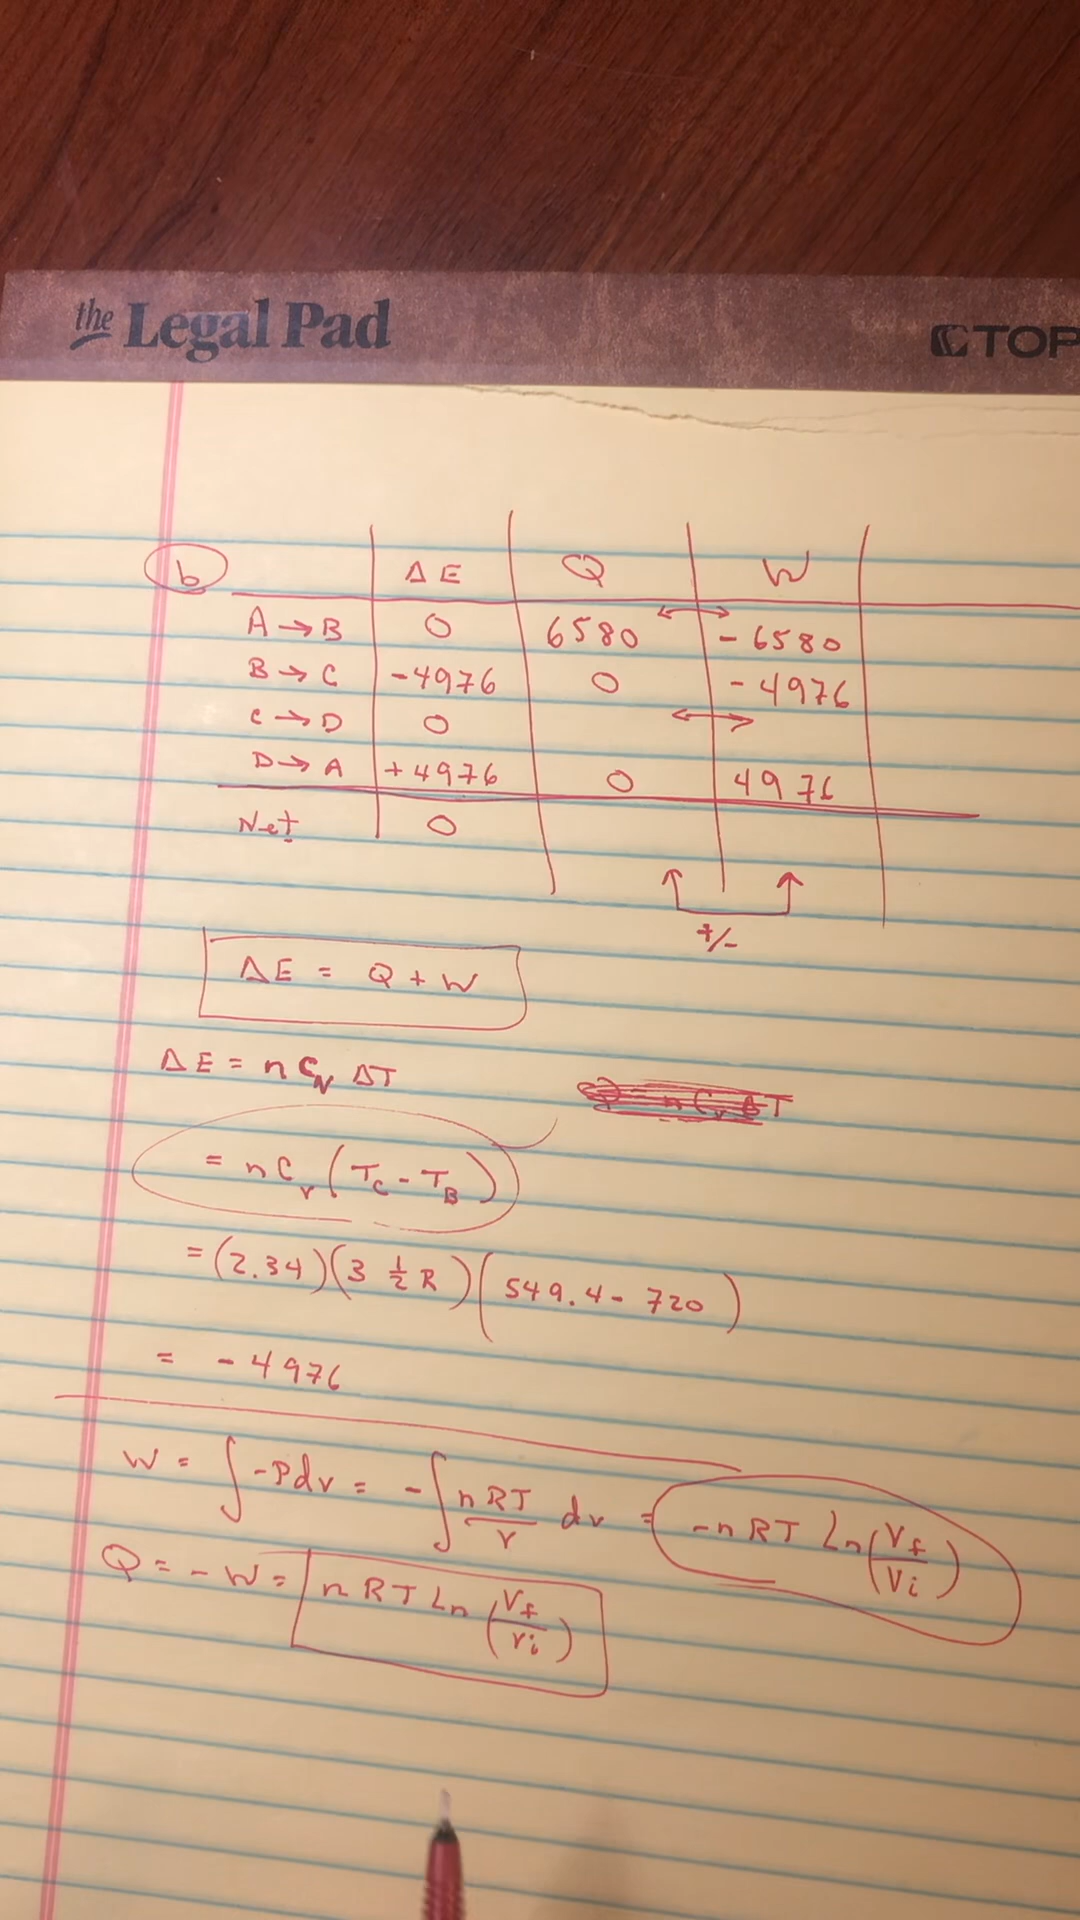 the Legal Pad TOP
b ΔE Q W
A → B 0 6580 ↔ - 6580
B → C -4976 0 - 4976
C → D 0 ↔
D → A +4976 0 4976
Net 0
+/-
ΔE = Q + W
ΔE = n Cv ΔT
= n Cv (Tc - TB)
= (2.34)(3 1/2 R)(549.4 - 720)
= - 4976
W = ∫ -Pdv = - ∫ nRT/v dv = -nRT Ln(Vf/Vi)
Q = - W = nRT Ln (Vf/Vi)